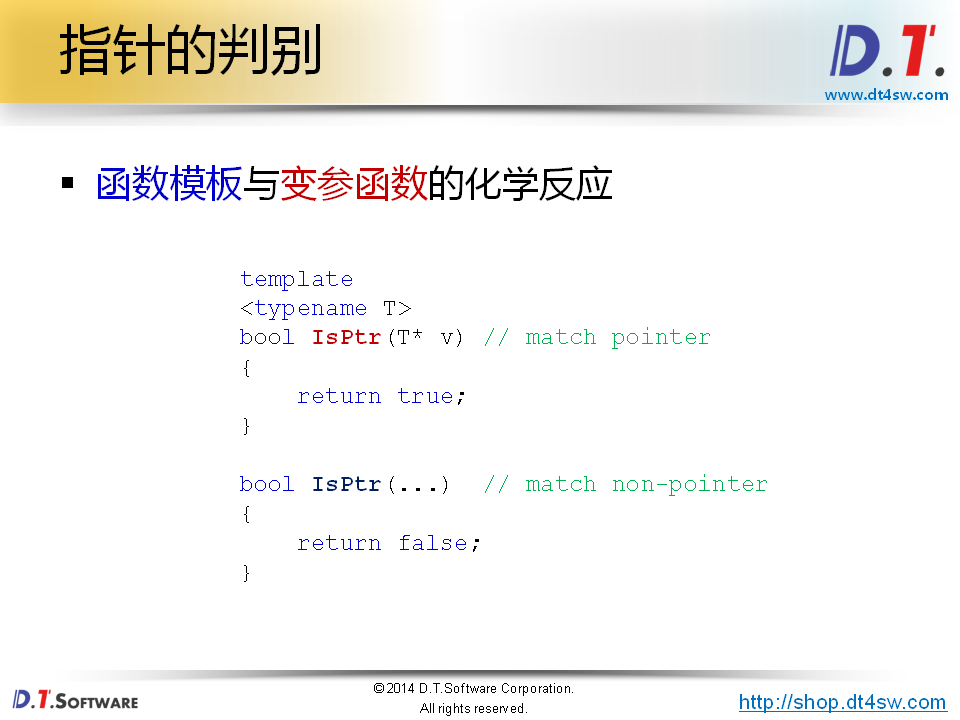 指针的判别
D.T.
www.dt4sw.com
▪ 函数模板与变参函数的化学反应
template
<typename T>
bool IsPtr(T* v) // match pointer
{
    return true;
}
bool IsPtr(...)  // match non-pointer
{
    return false;
}
D.T.SOFTWARE
©2014 D.T.Software Corporation.
All rights reserved.
http://shop.dt4sw.com